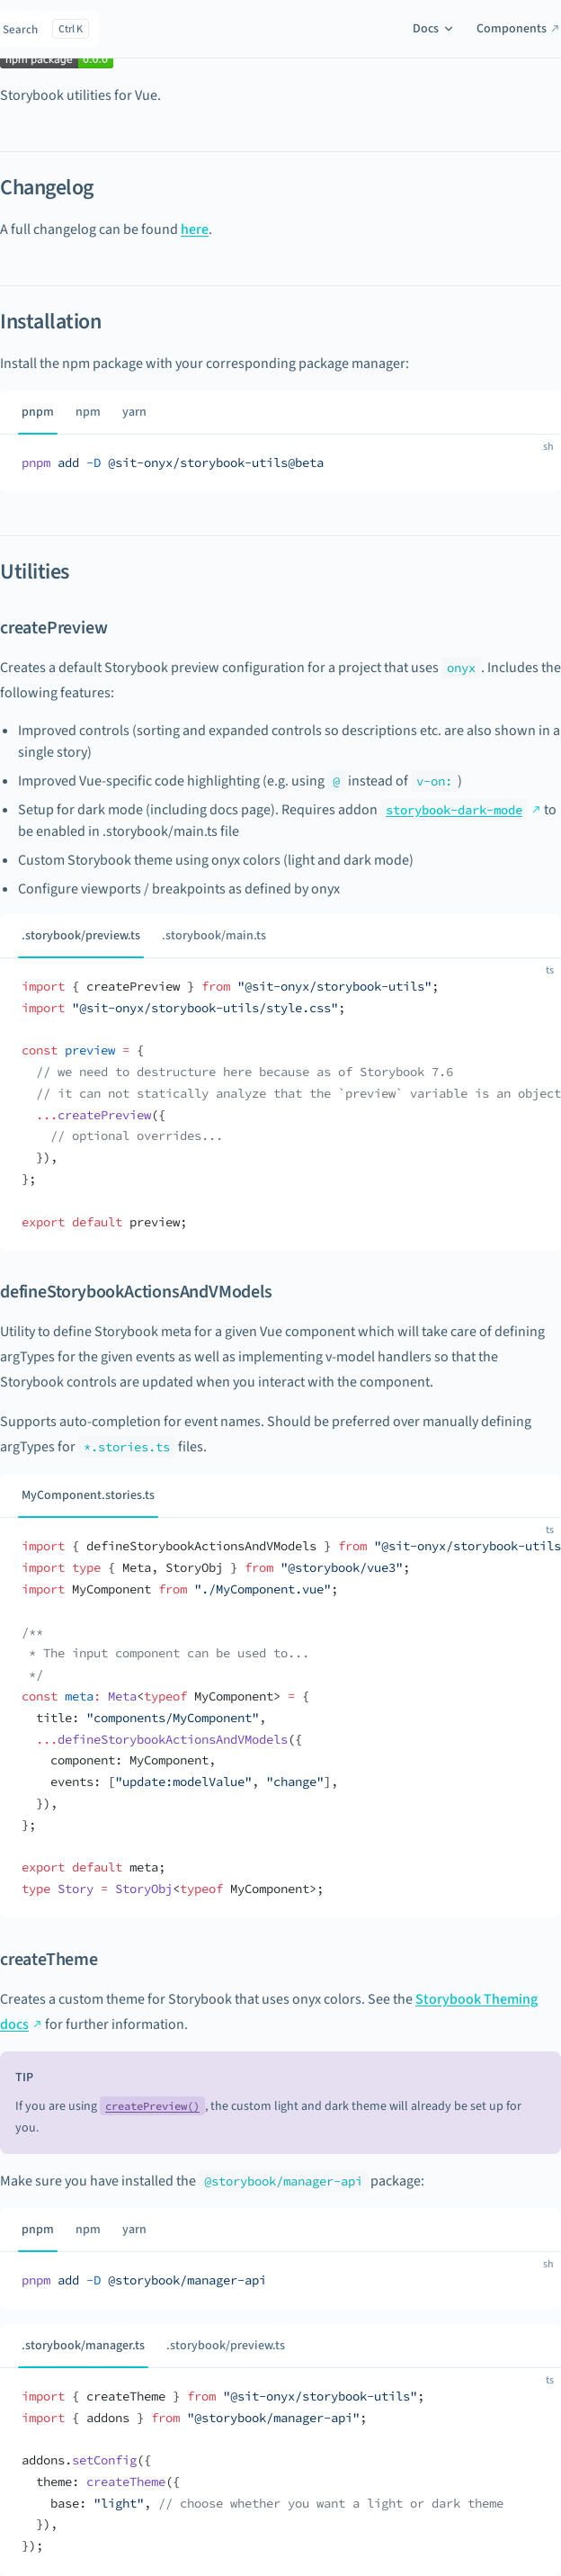 Search Ctrl K Docs Components
npm package 0.0.0
Storybook utilities for Vue.
Changelog
A full changelog can be found here.
Installation
Install the npm package with your corresponding package manager:
pnpm npm yarn
sh
pnpm add -D @sit-onyx/storybook-utils@beta
Utilities
createPreview
Creates a default Storybook preview configuration for a project that uses onyx. Includes the
following features:
• Improved controls (sorting and expanded controls so descriptions etc. are also shown in a
single story)
• Improved Vue-specific code highlighting (e.g. using @ instead of v-on: )
• Setup for dark mode (including docs page). Requires addon storybook-dark-mode to
be enabled in .storybook/main.ts file
• Custom Storybook theme using onyx colors (light and dark mode)
• Configure viewports / breakpoints as defined by onyx
.storybook/preview.ts .storybook/main.ts
ts
import { createPreview } from "@sit-onyx/storybook-utils";
import "@sit-onyx/storybook-utils/style.css";
const preview = {
// we need to destructure here because as of Storybook 7.6
// it can not statically analyze that the `preview` variable is an object
...createPreview({
// optional overrides...
}),
};
export default preview;
defineStorybookActionsAndVModels
Utility to define Storybook meta for a given Vue component which will take care of defining
argTypes for the given events as well as implementing v-model handlers so that the
Storybook controls are updated when you interact with the component.
Supports auto-completion for event names. Should be preferred over manually defining
argTypes for *.stories.ts files.
MyComponent.stories.ts
ts
import { defineStorybookActionsAndVModels } from "@sit-onyx/storybook-utils
import type { Meta, StoryObj } from "@storybook/vue3";
import MyComponent from "./MyComponent.vue";
/**
* The input component can be used to...
*/
const meta: Meta<typeof MyComponent> = {
title: "components/MyComponent",
...defineStorybookActionsAndVModels({
component: MyComponent,
events: ["update:modelValue", "change"],
}),
};
export default meta;
type Story = StoryObj<typeof MyComponent>;
createTheme
Creates a custom theme for Storybook that uses onyx colors. See the Storybook Theming
docs for further information.
TIP
If you are using createPreview(), the custom light and dark theme will already be set up for
you.
Make sure you have installed the @storybook/manager-api package:
pnpm npm yarn
sh
pnpm add -D @storybook/manager-api
.storybook/manager.ts .storybook/preview.ts
ts
import { createTheme } from "@sit-onyx/storybook-utils";
import { addons } from "@storybook/manager-api";
addons.setConfig({
theme: createTheme({
base: "light", // choose whether you want a light or dark theme
}),
});